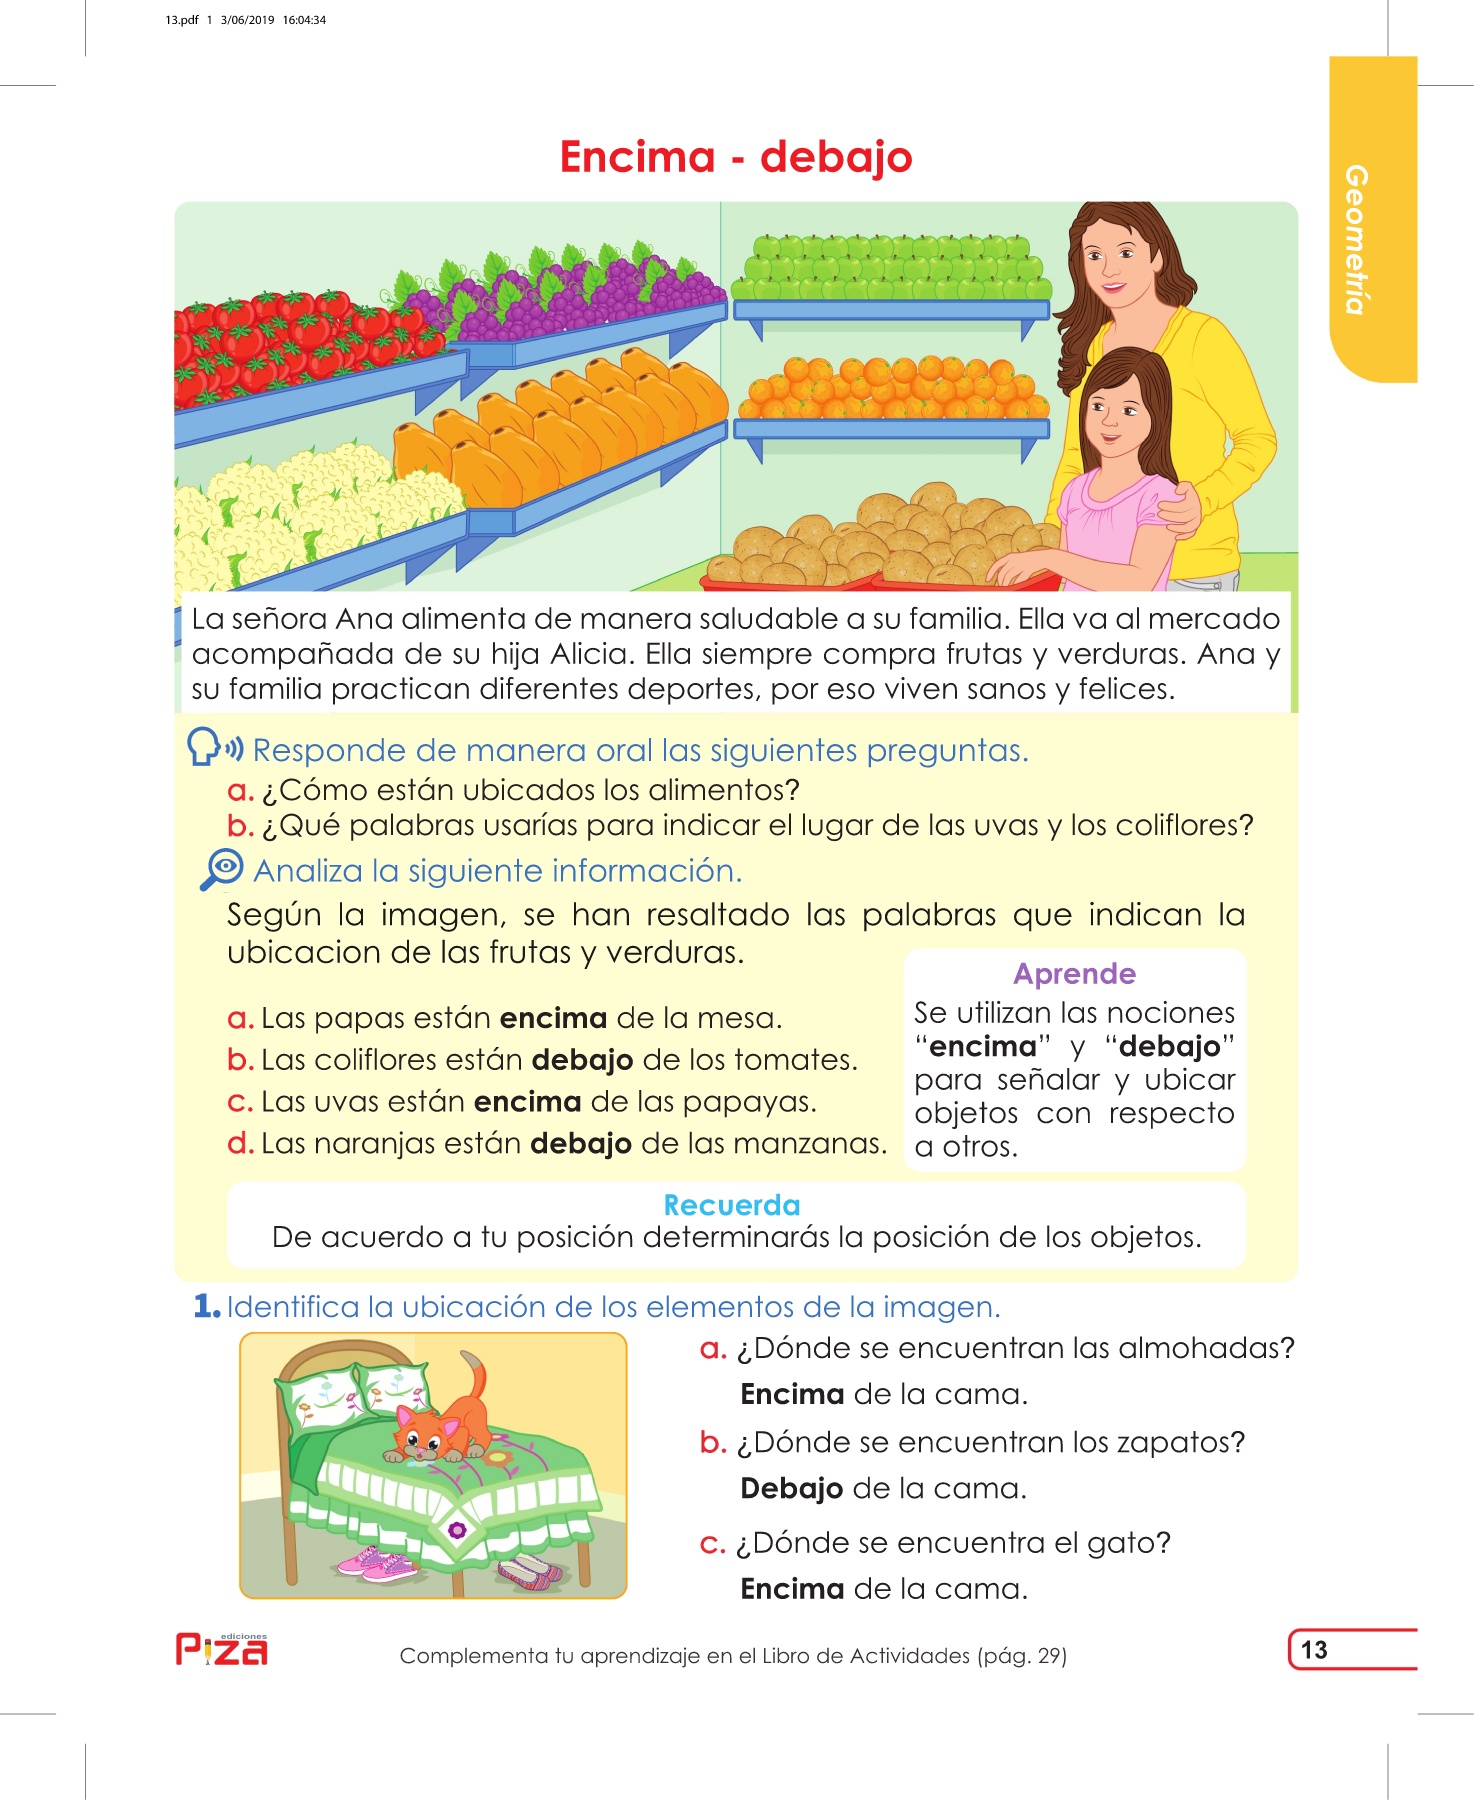 13.pdf 1 3/06/2019 16:04:34
Geometría
Encima - debajo
La señora Ana alimenta de manera saludable a su familia. Ella va al mercado
acompañada de su hija Alicia. Ella siempre compra frutas y verduras. Ana y
su familia practican diferentes deportes, por eso viven sanos y felices.
Responde de manera oral las siguientes preguntas.
a. ¿Cómo están ubicados los alimentos?
b. ¿Qué palabras usarías para indicar el lugar de las uvas y los coliflores?
Analiza la siguiente información.
Según la imagen, se han resaltado las palabras que indican la
ubicacion de las frutas y verduras.
a. Las papas están encima de la mesa.
b. Las coliflores están debajo de los tomates.
c. Las uvas están encima de las papayas.
d. Las naranjas están debajo de las manzanas.
Aprende
Se utilizan las nociones
“encima” y “debajo”
para señalar y ubicar
objetos con respecto
a otros.
Recuerda
De acuerdo a tu posición determinarás la posición de los objetos.
1. Identifica la ubicación de los elementos de la imagen.
a. ¿Dónde se encuentran las almohadas?
Encima de la cama.
b. ¿Dónde se encuentran los zapatos?
Debajo de la cama.
c. ¿Dónde se encuentra el gato?
Encima de la cama.
ediciones
Piza
Complementa tu aprendizaje en el Libro de Actividades (pág. 29)
13